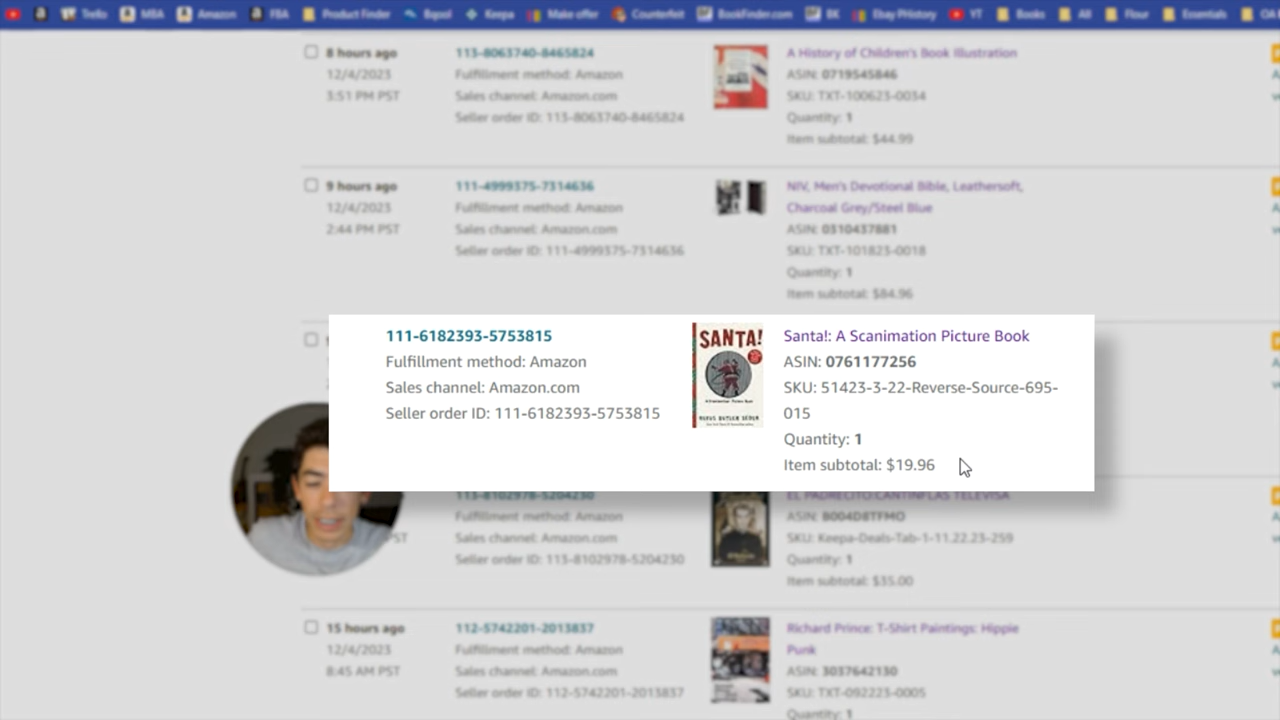 Trello MBA Amazon FBA Product Finder Bqool Keepa Make offer Counterfeit BookFinder.com BK Ebay PHistory YT Books All Flour Essentials OA
8 hours ago
12/4/2023
3:51 PM PST
113-8063740-8465824
Fulfillment method: Amazon
Sales channel: Amazon.com
Seller order ID: 113-8063740-8465824
A History of Children's Book Illustration
ASIN: 0719545846
SKU: TXT-100623-0034
Quantity: 1
Item subtotal: $44.99
9 hours ago
12/4/2023
2:44 PM PST
111-4999375-7314636
Fulfillment method: Amazon
Sales channel: Amazon.com
Seller order ID: 111-4999375-7314636
NIV, Men's Devotional Bible, Leathersoft,
Charcoal Grey/Steel Blue
ASIN: 0310437881
SKU: TXT-101823-0018
Quantity: 1
Item subtotal: $84.96
111-6182393-5753815
Fulfillment method: Amazon
Sales channel: Amazon.com
Seller order ID: 111-6182393-5753815
SANTA!
A Scanimation Picture Book
RUFUS BUTLER SEDER
Santa!: A Scanimation Picture Book
ASIN: 0761177256
SKU: 51423-3-22-Reverse-Source-695-
015
Quantity: 1
Item subtotal: $19.96
PST
113-8102978-5204230
Fulfillment method: Amazon
Sales channel: Amazon.com
Seller order ID: 113-8102978-5204230
EL PADRECITO:CANTINFLAS TELEVISA
ASIN: B004D8TFMO
SKU: Keepa-Deals-Tab-1-11.22.23-259
Quantity: 1
Item subtotal: $35.00
15 hours ago
12/4/2023
8:45 AM PST
112-5742201-2013837
Fulfillment method: Amazon
Sales channel: Amazon.com
Seller order ID: 112-5742201-2013837
Richard Prince: T-Shirt Paintings: Hippie
Punk
ASIN: 3037642130
SKU: TXT-092223-0005
Quantity: 1